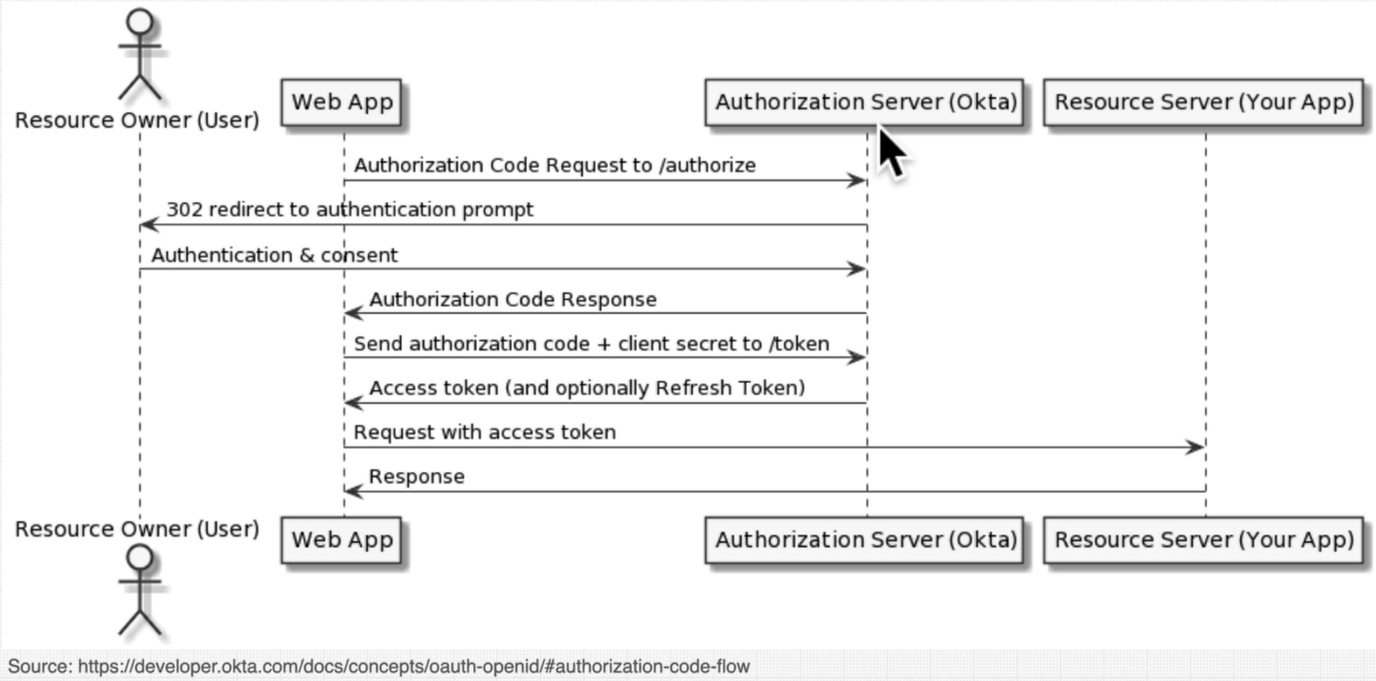 Resource Owner (User)
Web App
Authorization Server (Okta)
Resource Server (Your App)
Authorization Code Request to /authorize
302 redirect to authentication prompt
Authentication & consent
Authorization Code Response
Send authorization code + client secret to /token
Access token (and optionally Refresh Token)
Request with access token
Response
Resource Owner (User)
Web App
Authorization Server (Okta)
Resource Server (Your App)
Source: https://developer.okta.com/docs/concepts/oauth-openid/#authorization-code-flow